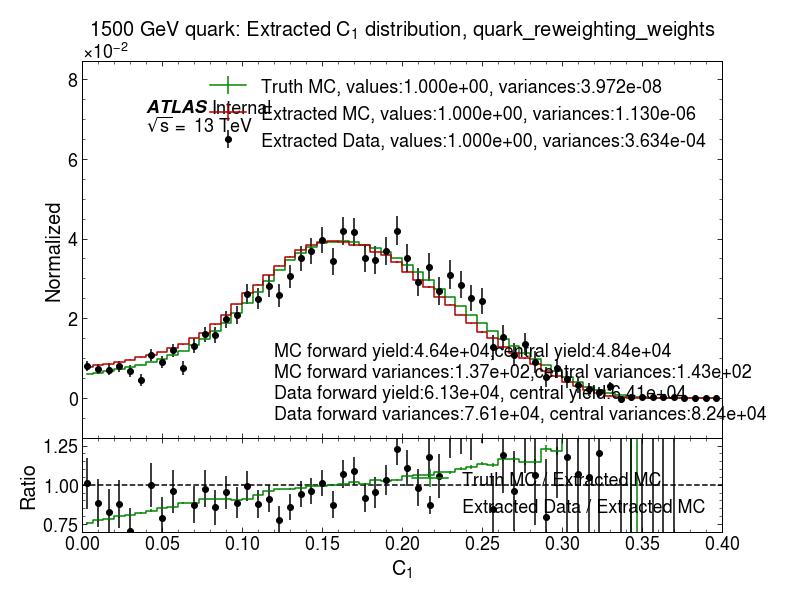 1500 GeV quark: Extracted C₁ distribution, quark_reweighting_weights
×10⁻²
Truth MC, values:1.000e+00, variances:3.972e-08
ATLAS Internal
Extracted MC, values:1.000e+00, variances:1.130e-06
√s = 13 TeV
Extracted Data, values:1.000e+00, variances:3.634e-04
8
6
4
2
0
Normalized
MC forward yield:4.64e+04,central yield:4.84e+04
MC forward variances:1.37e+02,central variances:1.43e+02
Data forward yield:6.13e+04, central yield:6.41e+04
Data forward variances:7.61e+04, central variances:8.24e+04
1.25
1.00
0.75
Ratio
Truth MC / Extracted MC
Extracted Data / Extracted MC
0.00 0.05 0.10 0.15 0.20 0.25 0.30 0.35 0.40
C₁